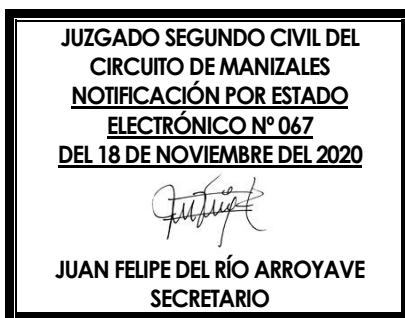 JUZGADO SEGUNDO CIVIL DEL
CIRCUITO DE MANIZALES
NOTIFICACIÓN POR ESTADO
ELECTRÓNICO Nº 067
DEL 18 DE NOVIEMBRE DEL 2020
JUAN FELIPE DEL RÍO ARROYAVE
SECRETARIO